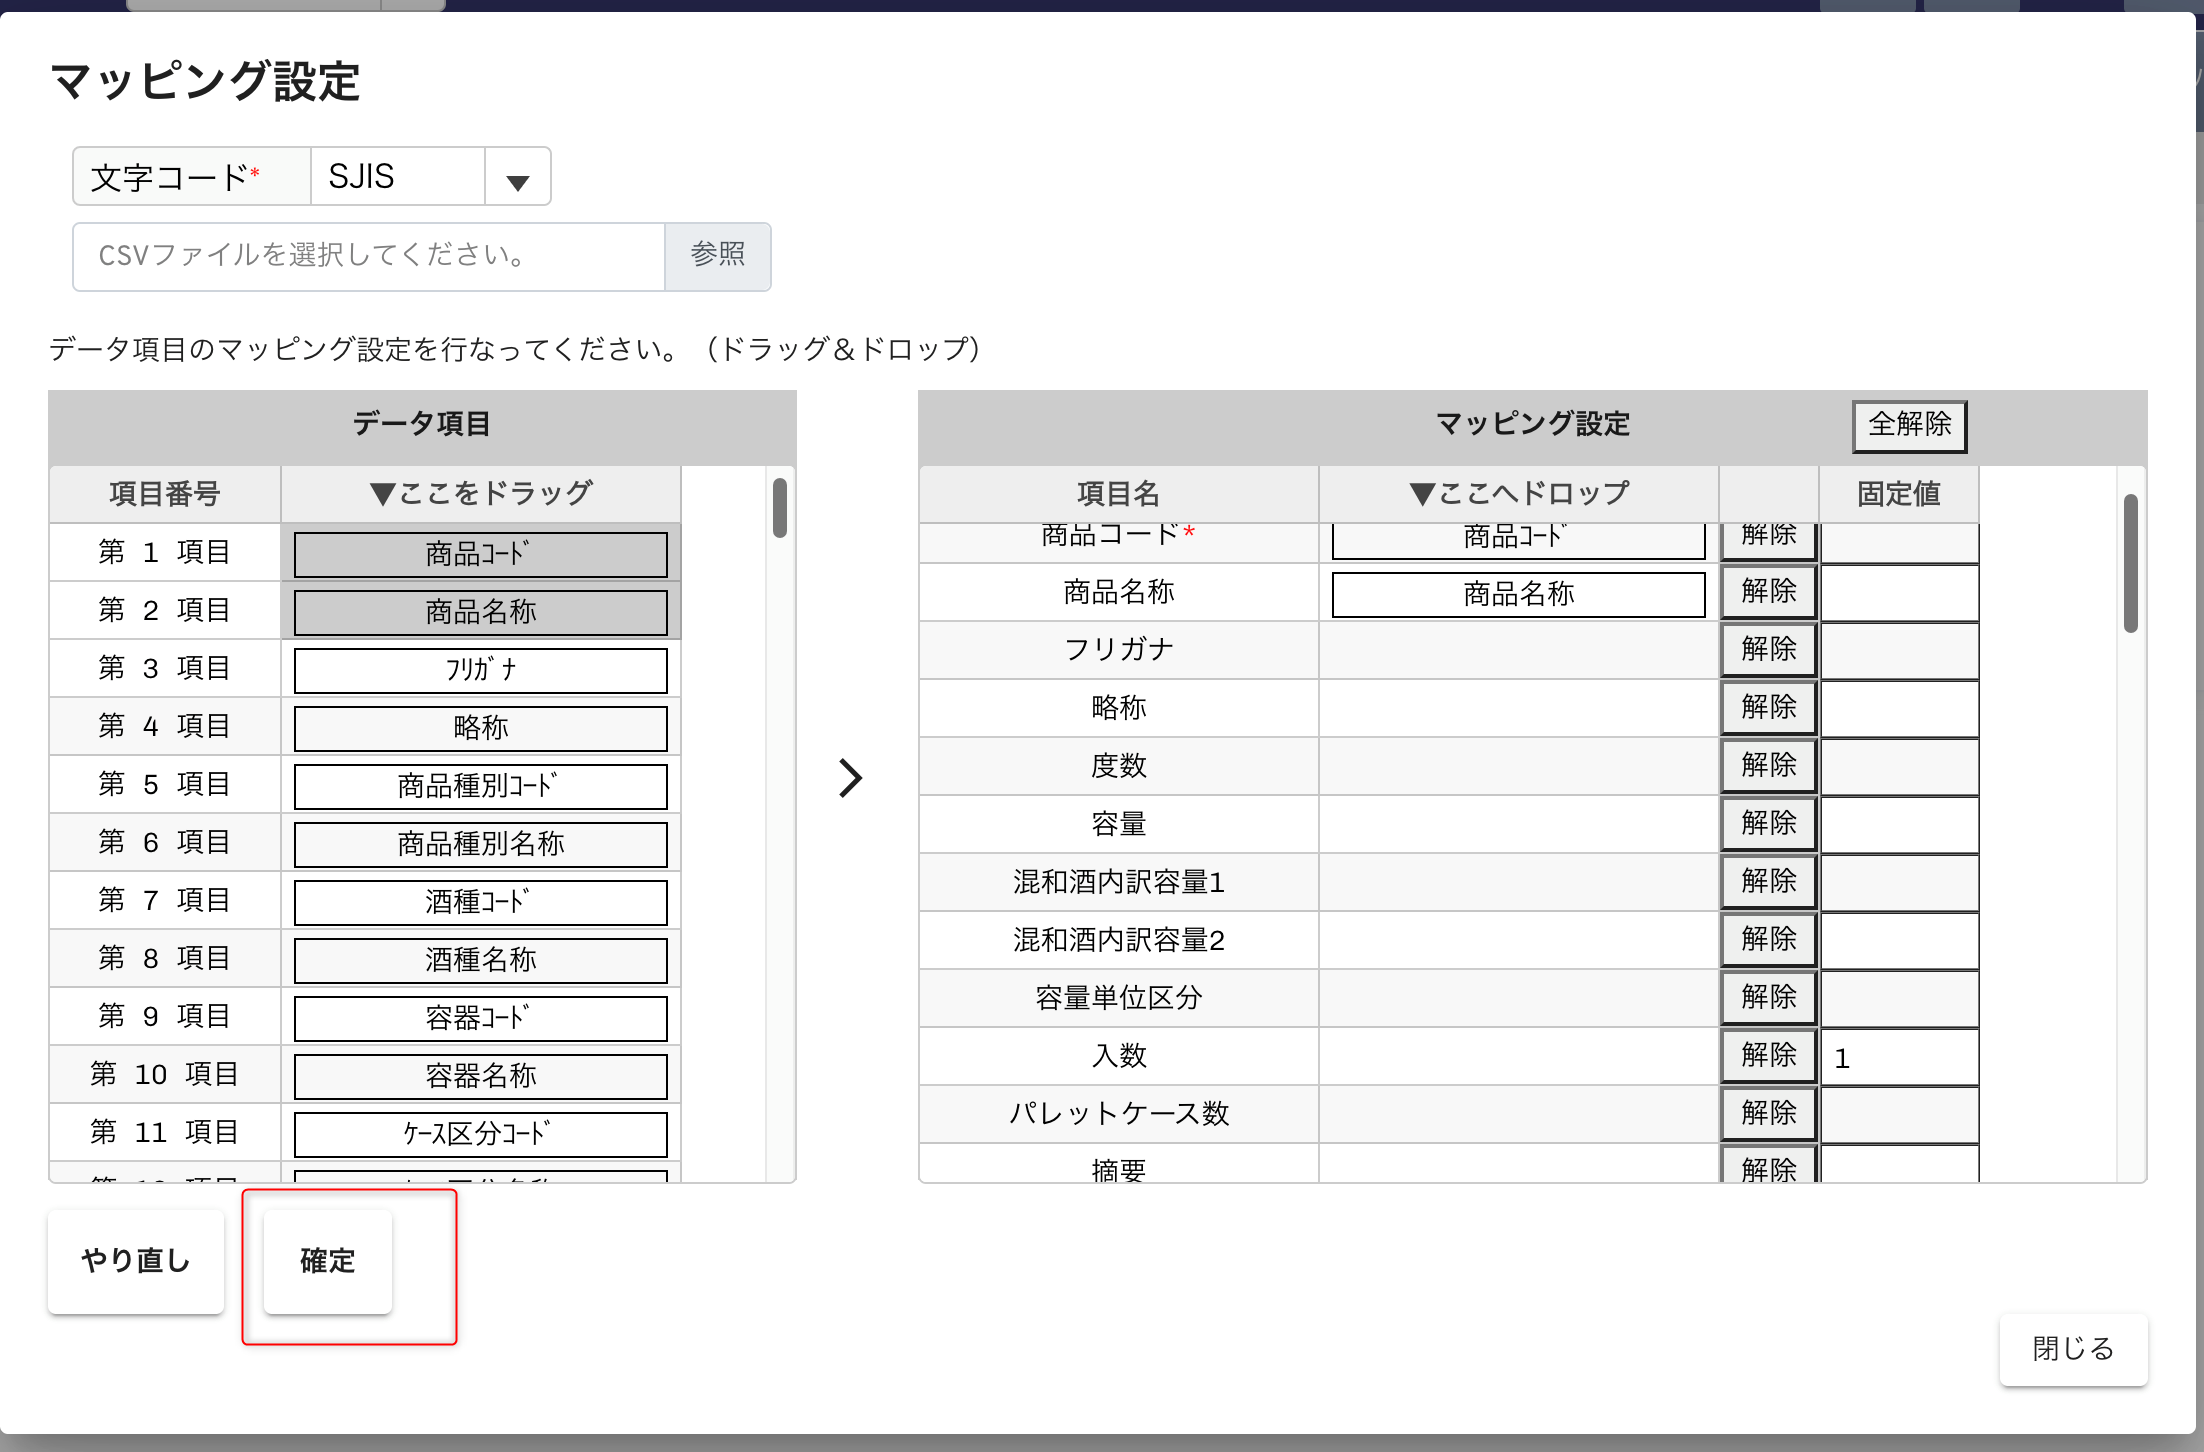 マッピング設定
文字コード* SJIS ▼
CSVファイルを選択してください。 参照
データ項目のマッピング設定を行なってください。（ドラッグ＆ドロップ）
データ項目
項目番号 ▼ここをドラッグ
第 1 項目 商品ｺｰﾄﾞ
第 2 項目 商品名称
第 3 項目 ﾌﾘｶﾞﾅ
第 4 項目 略称
第 5 項目 商品種別ｺｰﾄﾞ
第 6 項目 商品種別名称
第 7 項目 酒種ｺｰﾄﾞ
第 8 項目 酒種名称
第 9 項目 容器ｺｰﾄﾞ
第 10 項目 容器名称
第 11 項目 ｹｰｽ区分ｺｰﾄﾞ
マッピング設定 全解除
項目名 ▼ここへドロップ 固定値
商品コード* 商品ｺｰﾄﾞ 解除
商品名称 商品名称 解除
フリガナ 解除
略称 解除
度数 解除
容量 解除
混和酒内訳容量1 解除
混和酒内訳容量2 解除
容量単位区分 解除
入数 解除 1
パレットケース数 解除
摘要 解除
やり直し 確定
閉じる